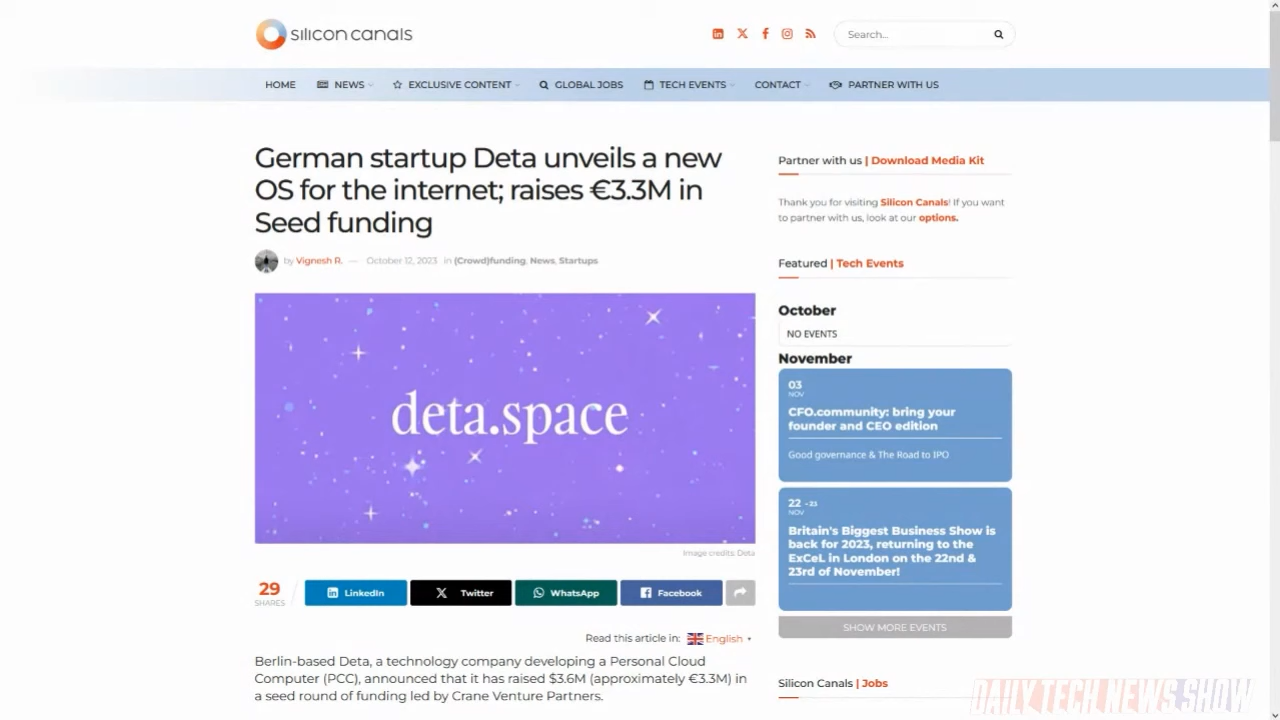 silicon canals
Search...
HOME NEWS EXCLUSIVE CONTENT GLOBAL JOBS TECH EVENTS CONTACT PARTNER WITH US
German startup Deta unveils a new
OS for the internet; raises €3.3M in
Seed funding
by Vignesh R. — October 12, 2023 in (Crowd)funding, News, Startups
deta.space
Image credits: Deta
29
SHARES
LinkedIn
Twitter
WhatsApp
Facebook
Read this article in: English
Berlin-based Deta, a technology company developing a Personal Cloud
Computer (PCC), announced that it has raised $3.6M (approximately €3.3M) in
a seed round of funding led by Crane Venture Partners.
Partner with us | Download Media Kit
Thank you for visiting Silicon Canals! If you want
to partner with us, look at our options.
Featured | Tech Events
October
NO EVENTS
November
03
NOV
CFO.community: bring your
founder and CEO edition
Good governance & The Road to IPO
22 - 23
NOV
Britain's Biggest Business Show is
back for 2023, returning to the
ExCeL in London on the 22nd &
23rd of November!
SHOW MORE EVENTS
Silicon Canals | Jobs
DAILY TECH NEWS SHOW